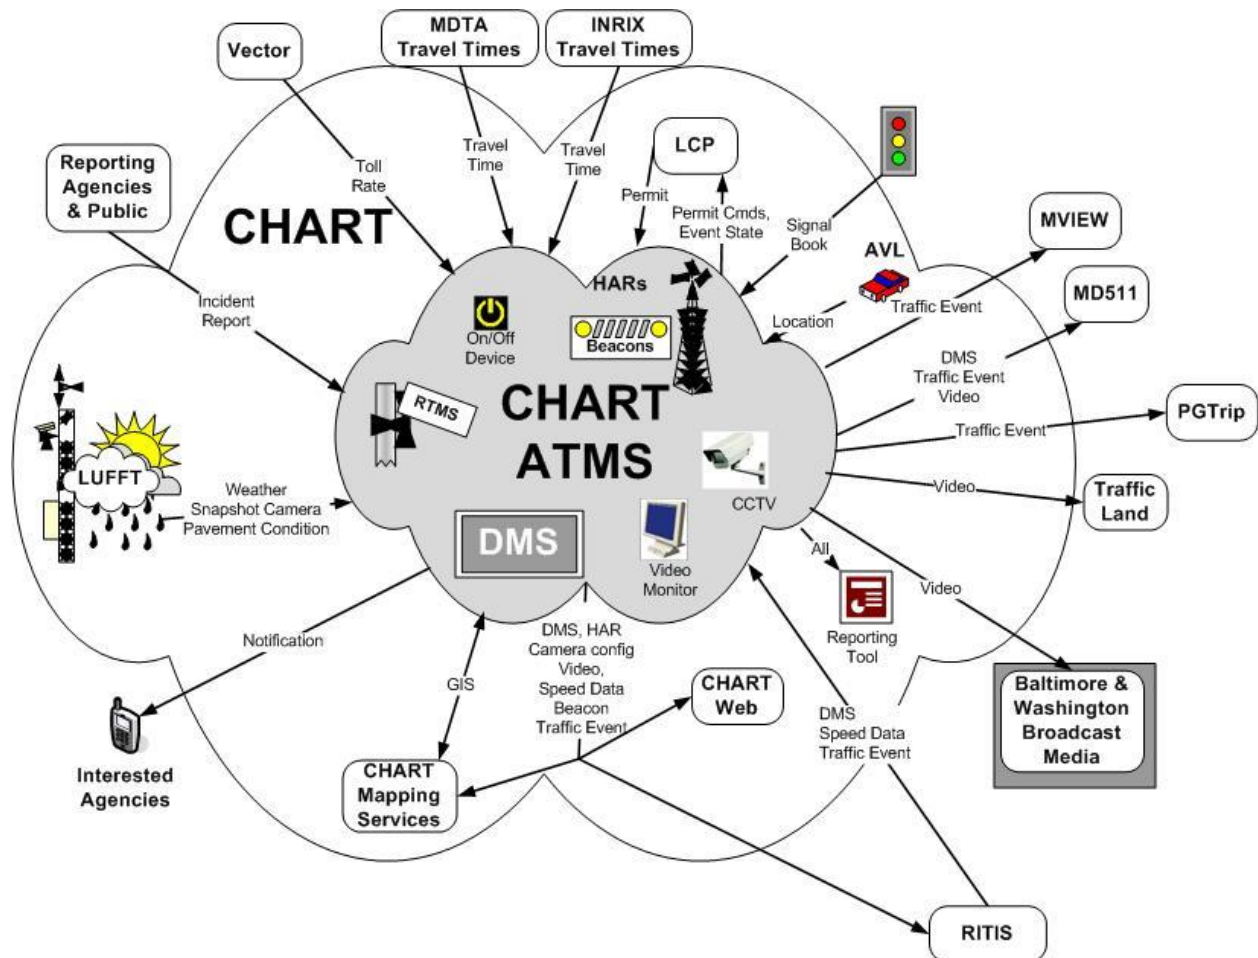 MDTA
Travel Times
INRIX
Travel Times
Vector
LCP
Reporting
Agencies
& Public
Travel
Time
Travel
Time
Toll
Rate
Permit
Permit Cmds,
Event State
Signal
Book
MVIEW
CHART
AVL
MD511
HARs
Traffic Event
Incident
Report
Location
On/Off
Device
Beacons
DMS
Traffic Event
Video
RTMS
CHART
ATMS
PGTrip
Traffic Event
LUFFT
Weather
Snapshot Camera
Pavement Condition
CCTV
Video
Traffic
Land
DMS
Video
Monitor
All
Video
Reporting
Tool
Notification
DMS, HAR
Camera config
Video,
Speed Data
Beacon
Traffic Event
GIS
CHART
Web
DMS
Speed Data
Traffic Event
Baltimore &
Washington
Broadcast
Media
Interested
Agencies
CHART
Mapping
Services
RITIS